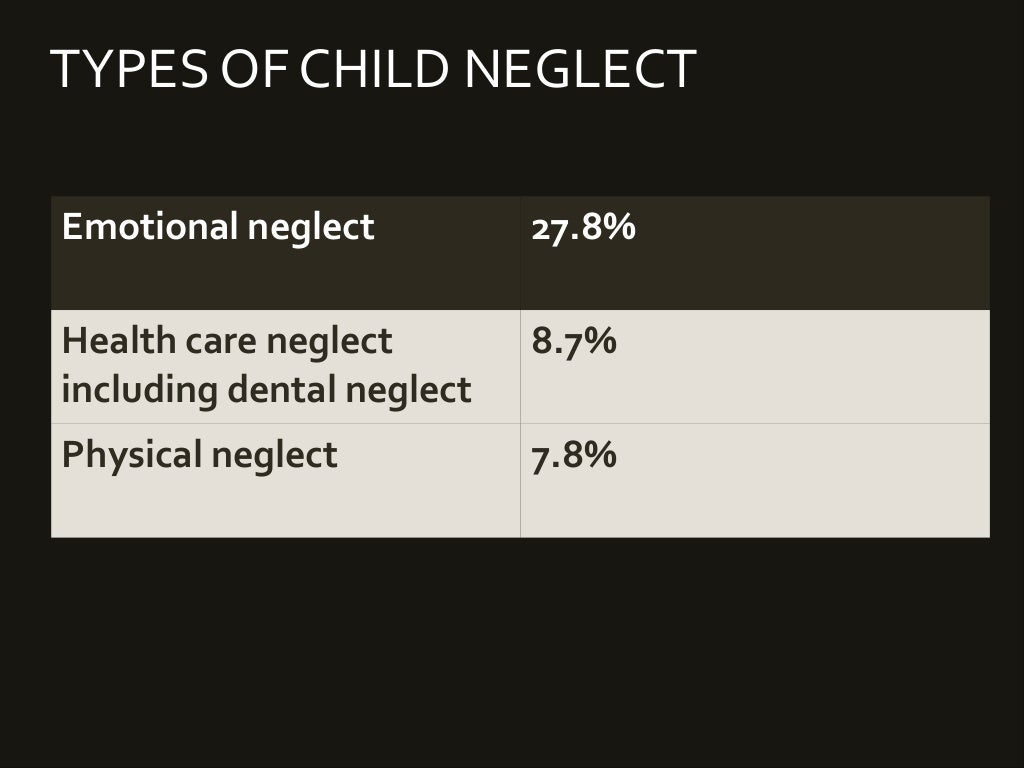 TYPES OF CHILD NEGLECT
Emotional neglect 27.8%
Health care neglect 8.7%
including dental neglect
Physical neglect 7.8%